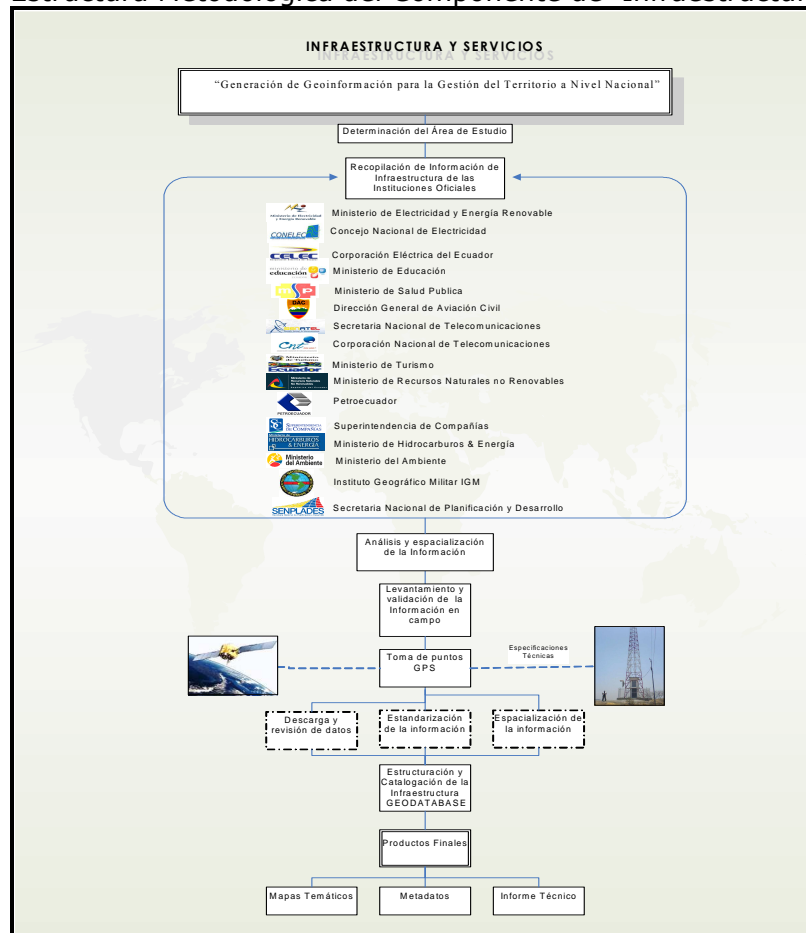 Estructura Metodológica del Componente de Infraestructura
INFRAESTRUCTURA Y SERVICIOS
“Generación de Geoinformación para la Gestión del Territorio a Nivel Nacional”
Determinación del Área de Estudio
Recopilación de Información de
Infraestructura de las
Instituciones Oficiales
Ministerio de Electricidad y Energía Renovable
CONELEC
Concejo Nacional de Electricidad
CELEC
Corporación Eléctrica del Ecuador
educación
Ministerio de Educación
Ministerio de Salud Publica
DAC
Dirección General de Aviación Civil
Secretaria Nacional de Telecomunicaciones
Cnt
Corporación Nacional de Telecomunicaciones
Ecuador
Ministerio de Turismo
Ministerio de Recursos Naturales no Renovables
PETROECUADOR
Petroecuador
SUPERINTENDENCIA
DE COMPAÑÍAS
Superintendencia de Compañías
HIDROCARBUROS
& ENERGÍA
Ministerio de Hidrocarburos & Energía
Ministerio
del Ambiente
Ministerio del Ambiente
Instituto Geográfico Militar IGM
SENPLADES
Secretaria Nacional de Planificación y Desarrollo
Análisis y espacialización
de la Información
Levantamiento y
validación de la
Información en
campo
Toma de puntos
GPS
Especificaciones
Técnicas
Descarga y
revisión de datos
Estandarización
de la información
Espacialización de
la información
Estructuración y
Catalogación de la
Infraestructura
GEODATABASE
Productos Finales
Mapas Temáticos
Metadatos
Informe Técnico